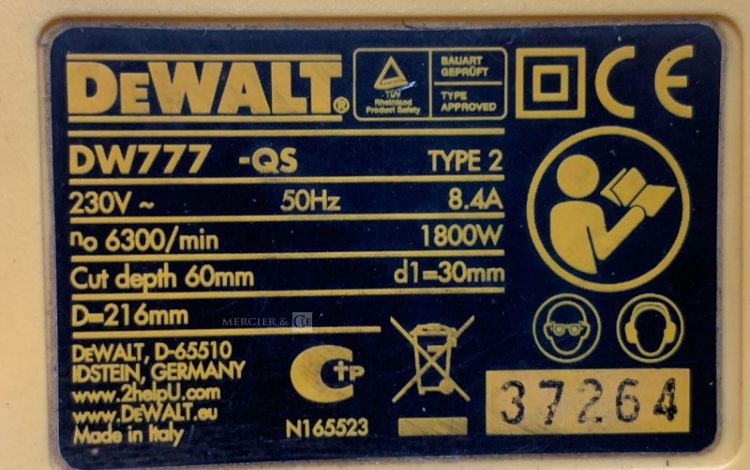 DEWALT®
TÜV
Rheinland
Product Safety
BAUART
GEPRÜFT
TYPE
APPROVED
CE
DW777 -QS TYPE 2
230V ~ 50Hz 8.4A
no 6300/min 1800W
Cut depth 60mm d1=30mm
D=216mm
MERCIER & CIE
DEWALT, D-65510
IDSTEIN, GERMANY
www.2helpU.com
www.DEWALT.eu
Made in Italy
C TP
N165523
37264